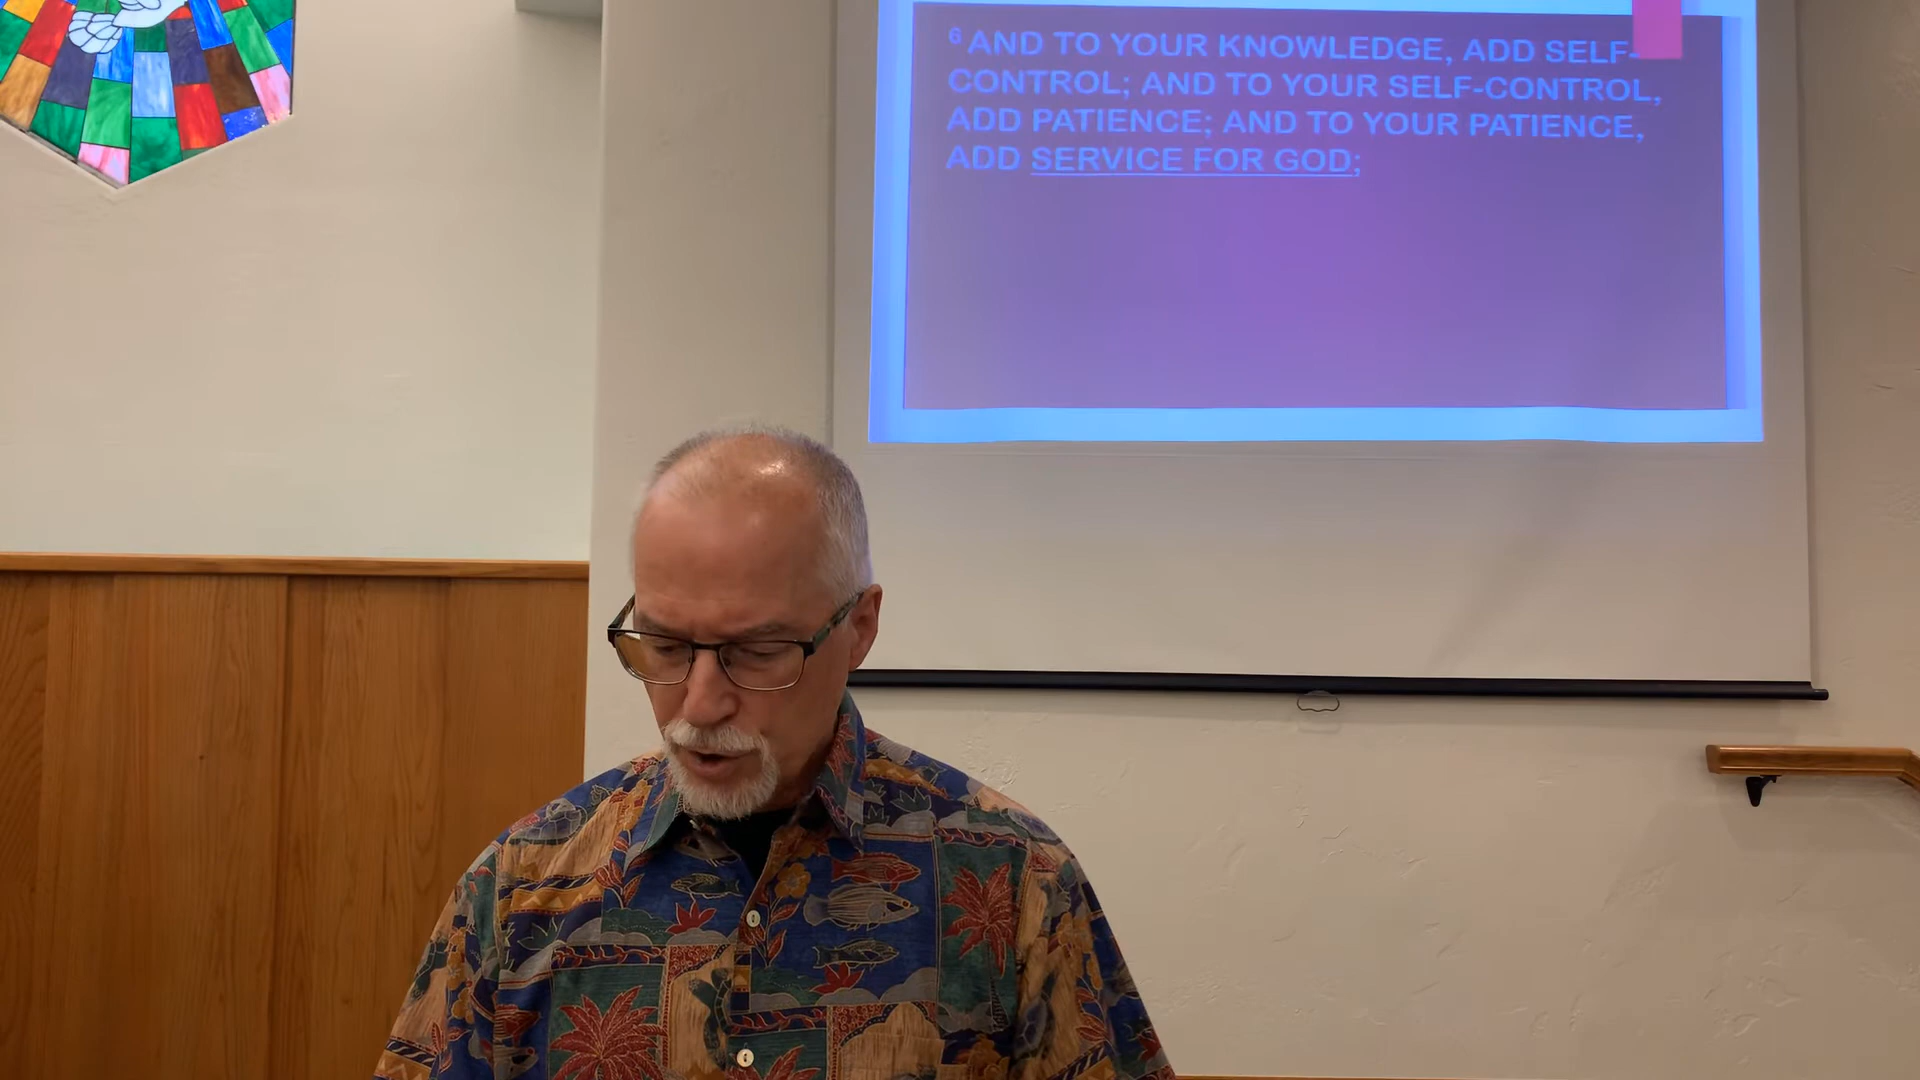 6 AND TO YOUR KNOWLEDGE, ADD SELF-
CONTROL; AND TO YOUR SELF-CONTROL,
ADD PATIENCE; AND TO YOUR PATIENCE,
ADD SERVICE FOR GOD;